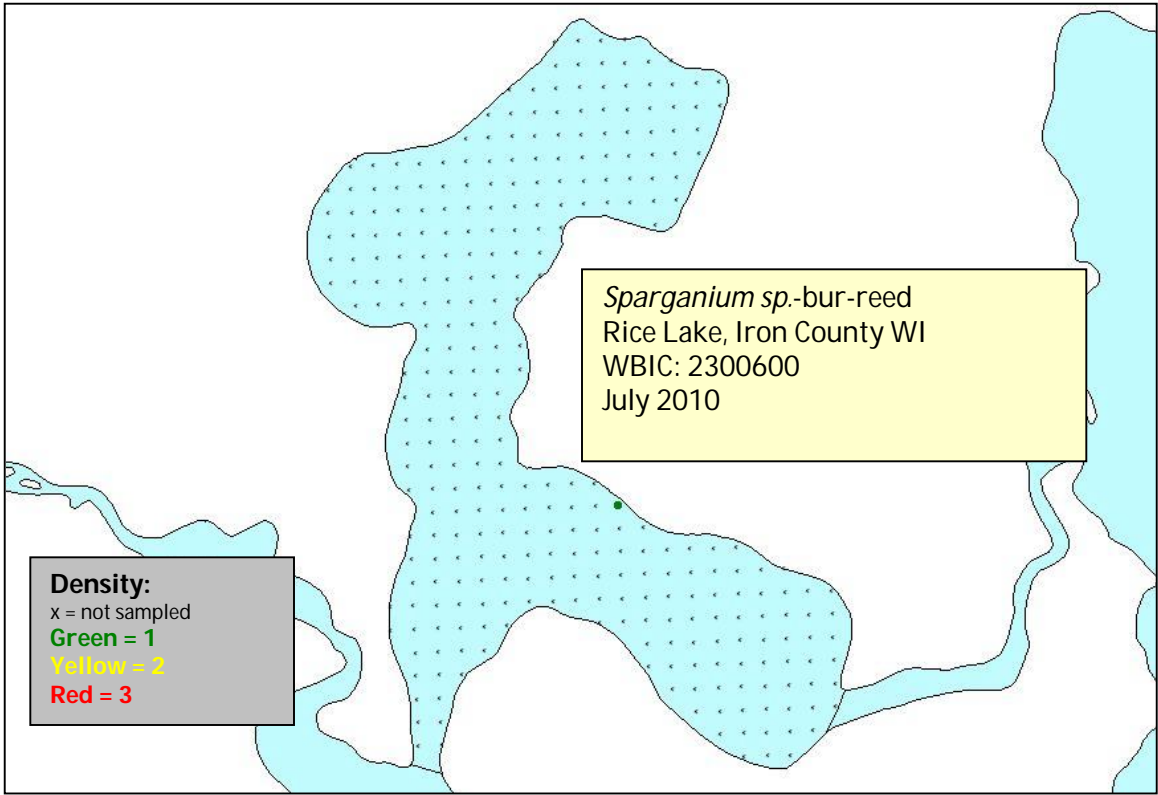 Sparganium sp.-bur-reed
Rice Lake, Iron County WI
WBIC: 2300600
July 2010
Density:
x = not sampled
Green = 1
Yellow = 2
Red = 3